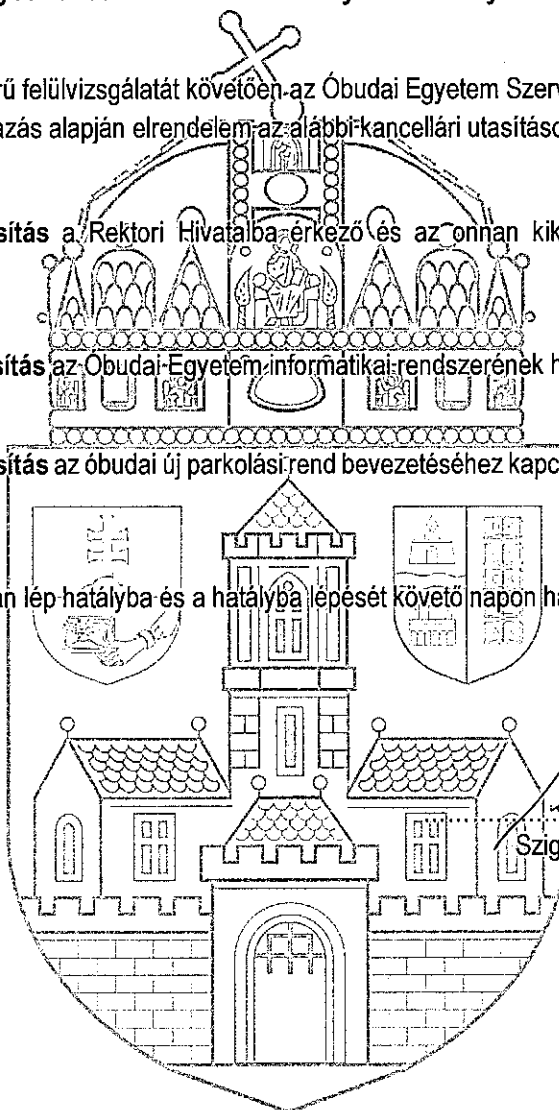 rű felülvizsgálatát követően az Óbudai Egyetem Szerv
azás alapján elrendelem az alábbi kancellári utasításo
sítás a Rektori Hivatalba érkező és az onnan kik
sítás az Óbudai Egyetem informatikai rendszerének h
sítás az óbudai új parkolási rend bevezetéséhez kapc
an lép hatályba és a hatályba lépését követő napon ha
Szig